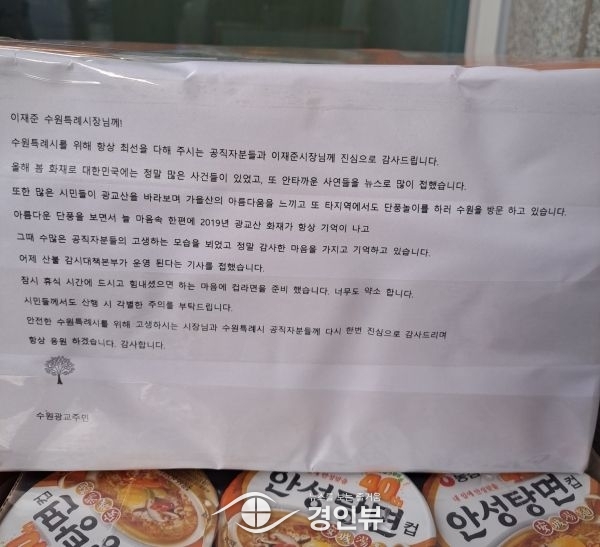 이재준 수원특례시장님께!
수원특례시를 위해 항상 최선을 다해 주시는 공직자분들과 이재준시장님께 진심으로 감사드립니다.
올해 봄 화재로 대한민국에는 정말 많은 사건들이 있었고, 또 안타까운 사연들을 뉴스로 많이 접했습니다.
또한 많은 시민들이 광교산을 바라보며 가을산의 아름다움을 느끼고 또 타지역에서도 단풍놀이를 하러 수원을 방문 하고 있습니다.
아름다운 단풍을 보면서 늘 마음속 한편에 2019년 광교산 화재가 항상 기억이 나고
그때 수많은 공직자분들의 고생하는 모습을 뵈었고 정말 감사한 마음을 가지고 기억하고 있습니다.
어제 산불 감시대책본부가 운영 된다는 기사를 접했습니다.
잠시 휴식 시간에 드시고 힘내셨으면 하는 마음에 컵라면을 준비 했습니다. 너무도 약소 합니다.
시민들께서도 산행 시 각별한 주의를 부탁드립니다.
안전한 수원특례시를 위해 고생하시는 시장님과 수원특례시 공직자분들께 다시 한번 진심으로 감사드리며
항상 응원 하겠습니다. 감사합니다.
수원광교주민
안성탕면 컵
안성탕면 컵
경인뷰